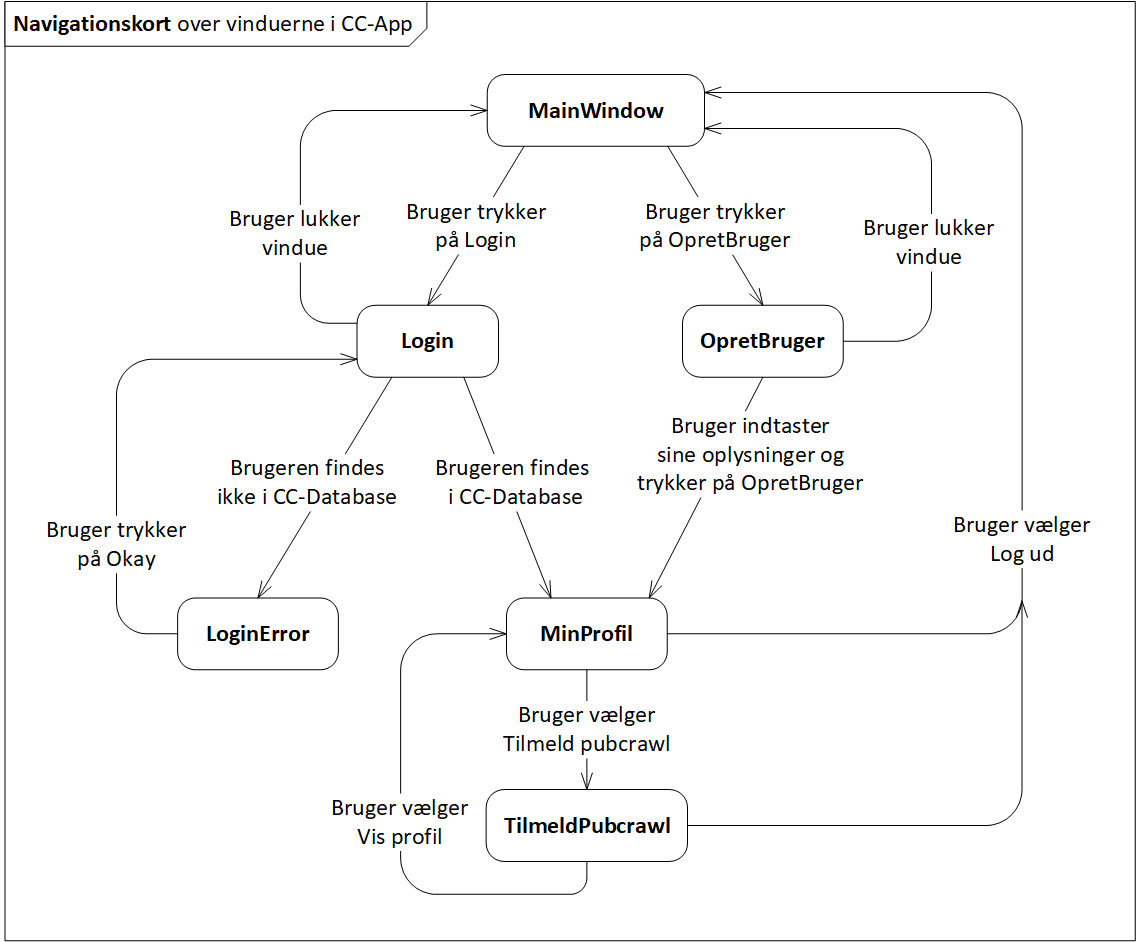 Navigationskort over vinduerne i CC-App
MainWindow
Bruger lukker
vindue
Bruger trykker
på Login
Bruger trykker
på OpretBruger
Bruger lukker
vindue
Login
OpretBruger
Bruger indtaster
sine oplysninger og
trykker på OpretBruger
Brugeren findes
ikke i CC-Database
Brugeren findes
i CC-Database
Bruger trykker
på Okay
Bruger vælger
Log ud
LoginError
MinProfil
Bruger vælger
Tilmeld pubcrawl
Bruger vælger
Vis profil
TilmeldPubcrawl